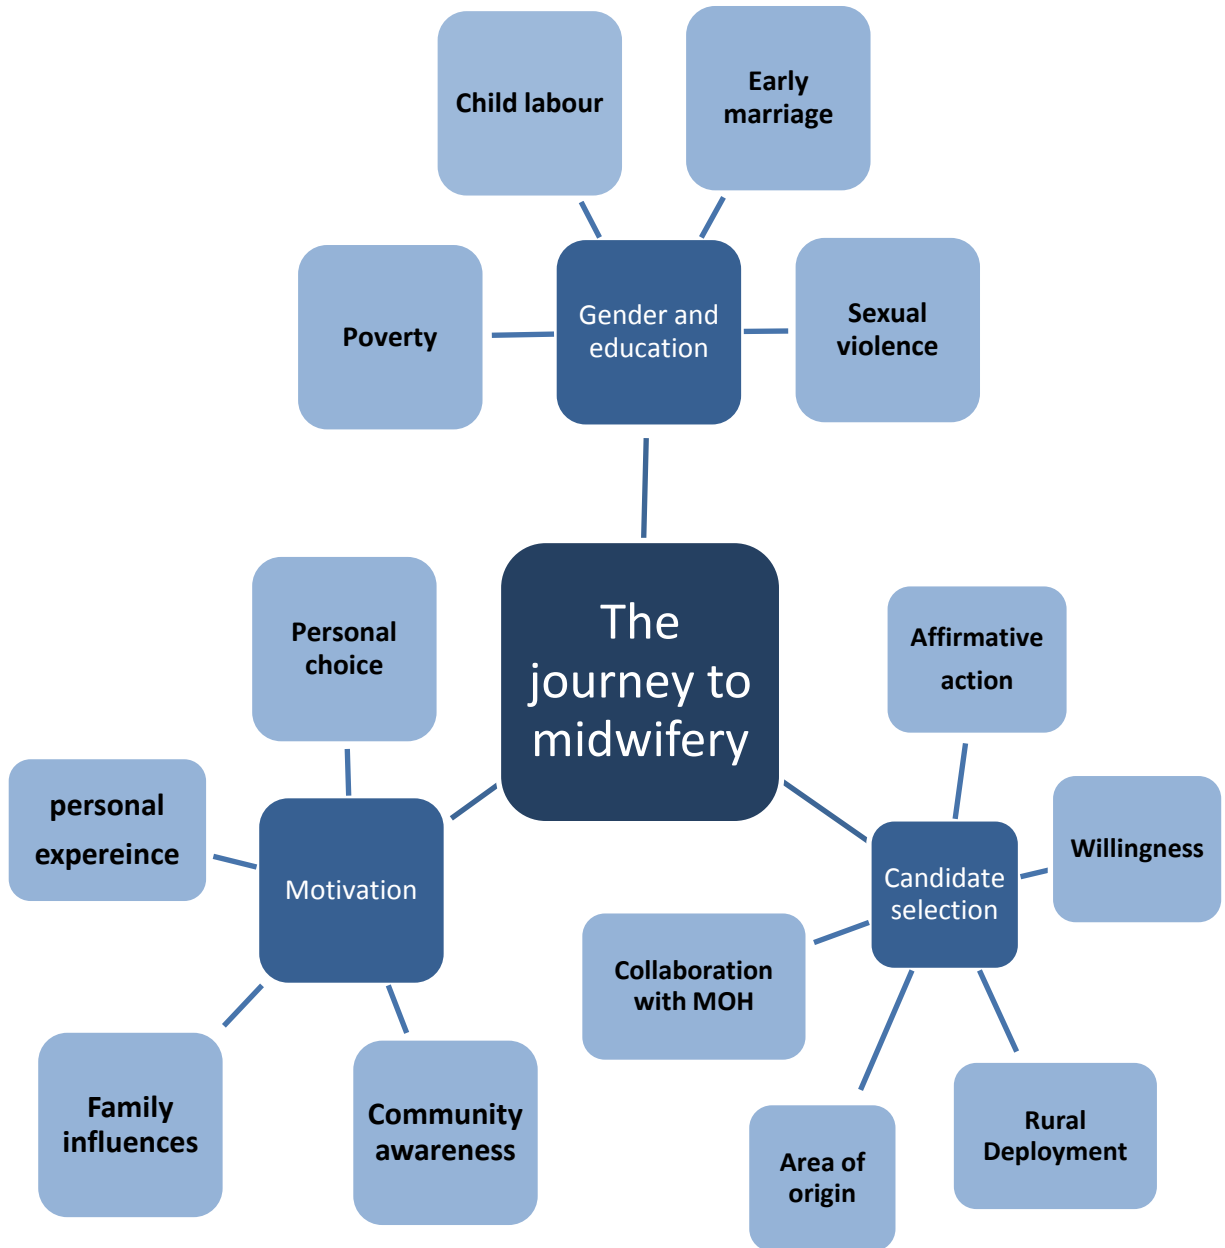 Child labour
Early
marriage
Poverty
Gender and
education
Sexual
violence
The
journey to
midwifery
Personal
choice
Affirmative
action
personal
expereince
Motivation
Candidate
selection
Willingness
Collaboration
with MOH
Family
influences
Community
awareness
Area of
origin
Rural
Deployment